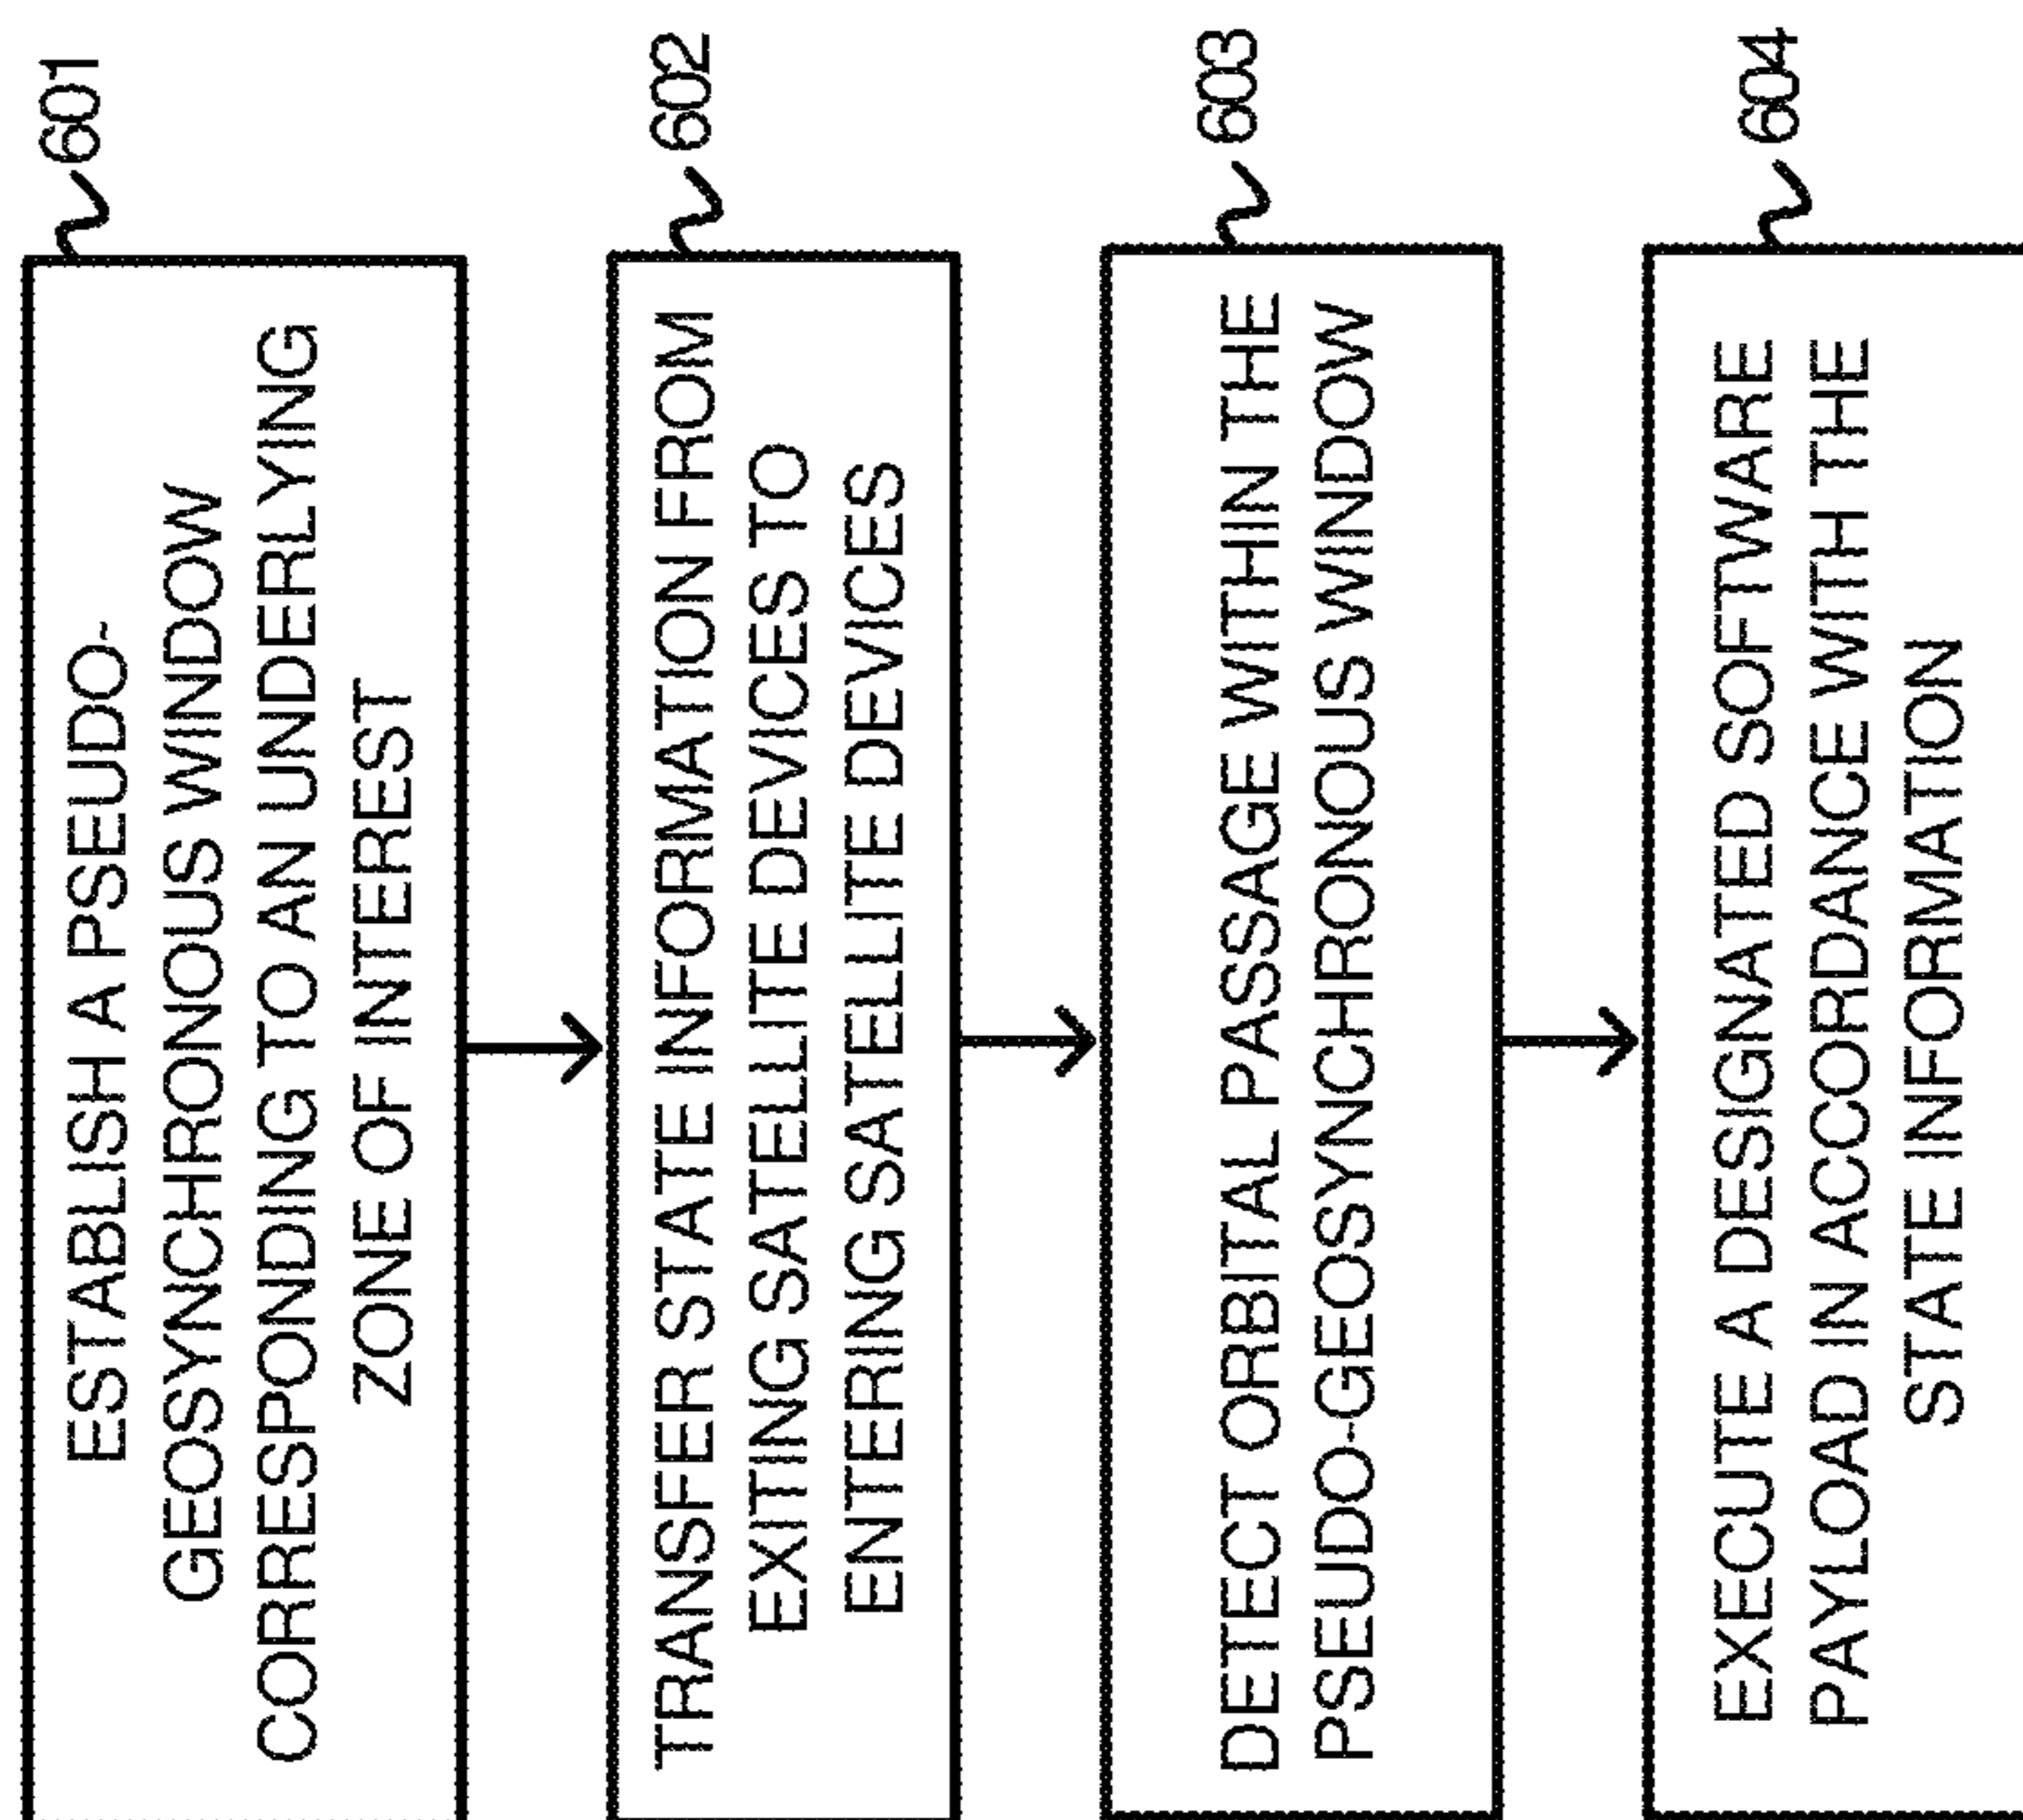 601
ESTABLISH A PSEUDO-
GEOSYNCHRONOUS WINDOW
CORRESPONDING TO AN UNDERLYING
ZONE OF INTEREST
602
TRANSFER STATE INFORMATION FROM
EXITING SATELLITE DEVICES TO
ENTERING SATELLITE DEVICES
603
DETECT ORBITAL PASSAGE WITHIN THE
PSEUDO-GEOSYNCHRONOUS WINDOW
604
EXECUTE A DESIGNATED SOFTWARE
PAYLOAD IN ACCORDANCE WITH THE
STATE INFORMATION